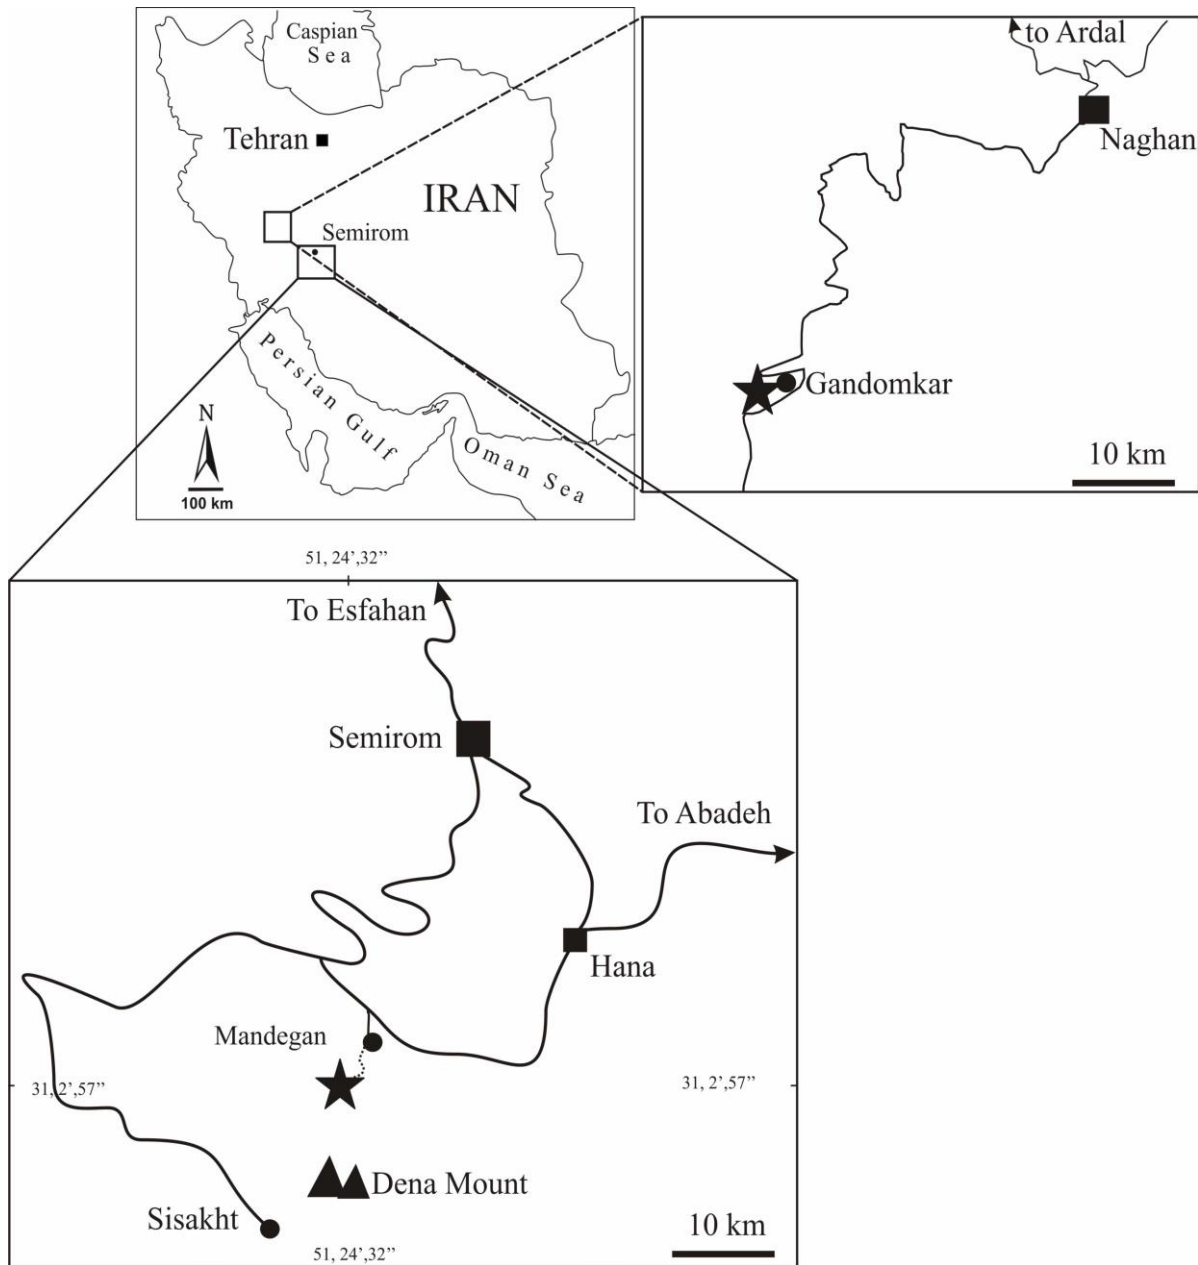 Caspian
Sea
Tehran
IRAN
Semirom
Persian Gulf
Oman Sea
N
100 km
to Ardal
Naghan
Gandomkar
10 km
51, 24’,32’’
To Esfahan
Semirom
To Abadeh
Hana
Mandegan
31, 2’,57’’
31, 2’,57’’
Dena Mount
Sisakht
10 km
51, 24’,32’’